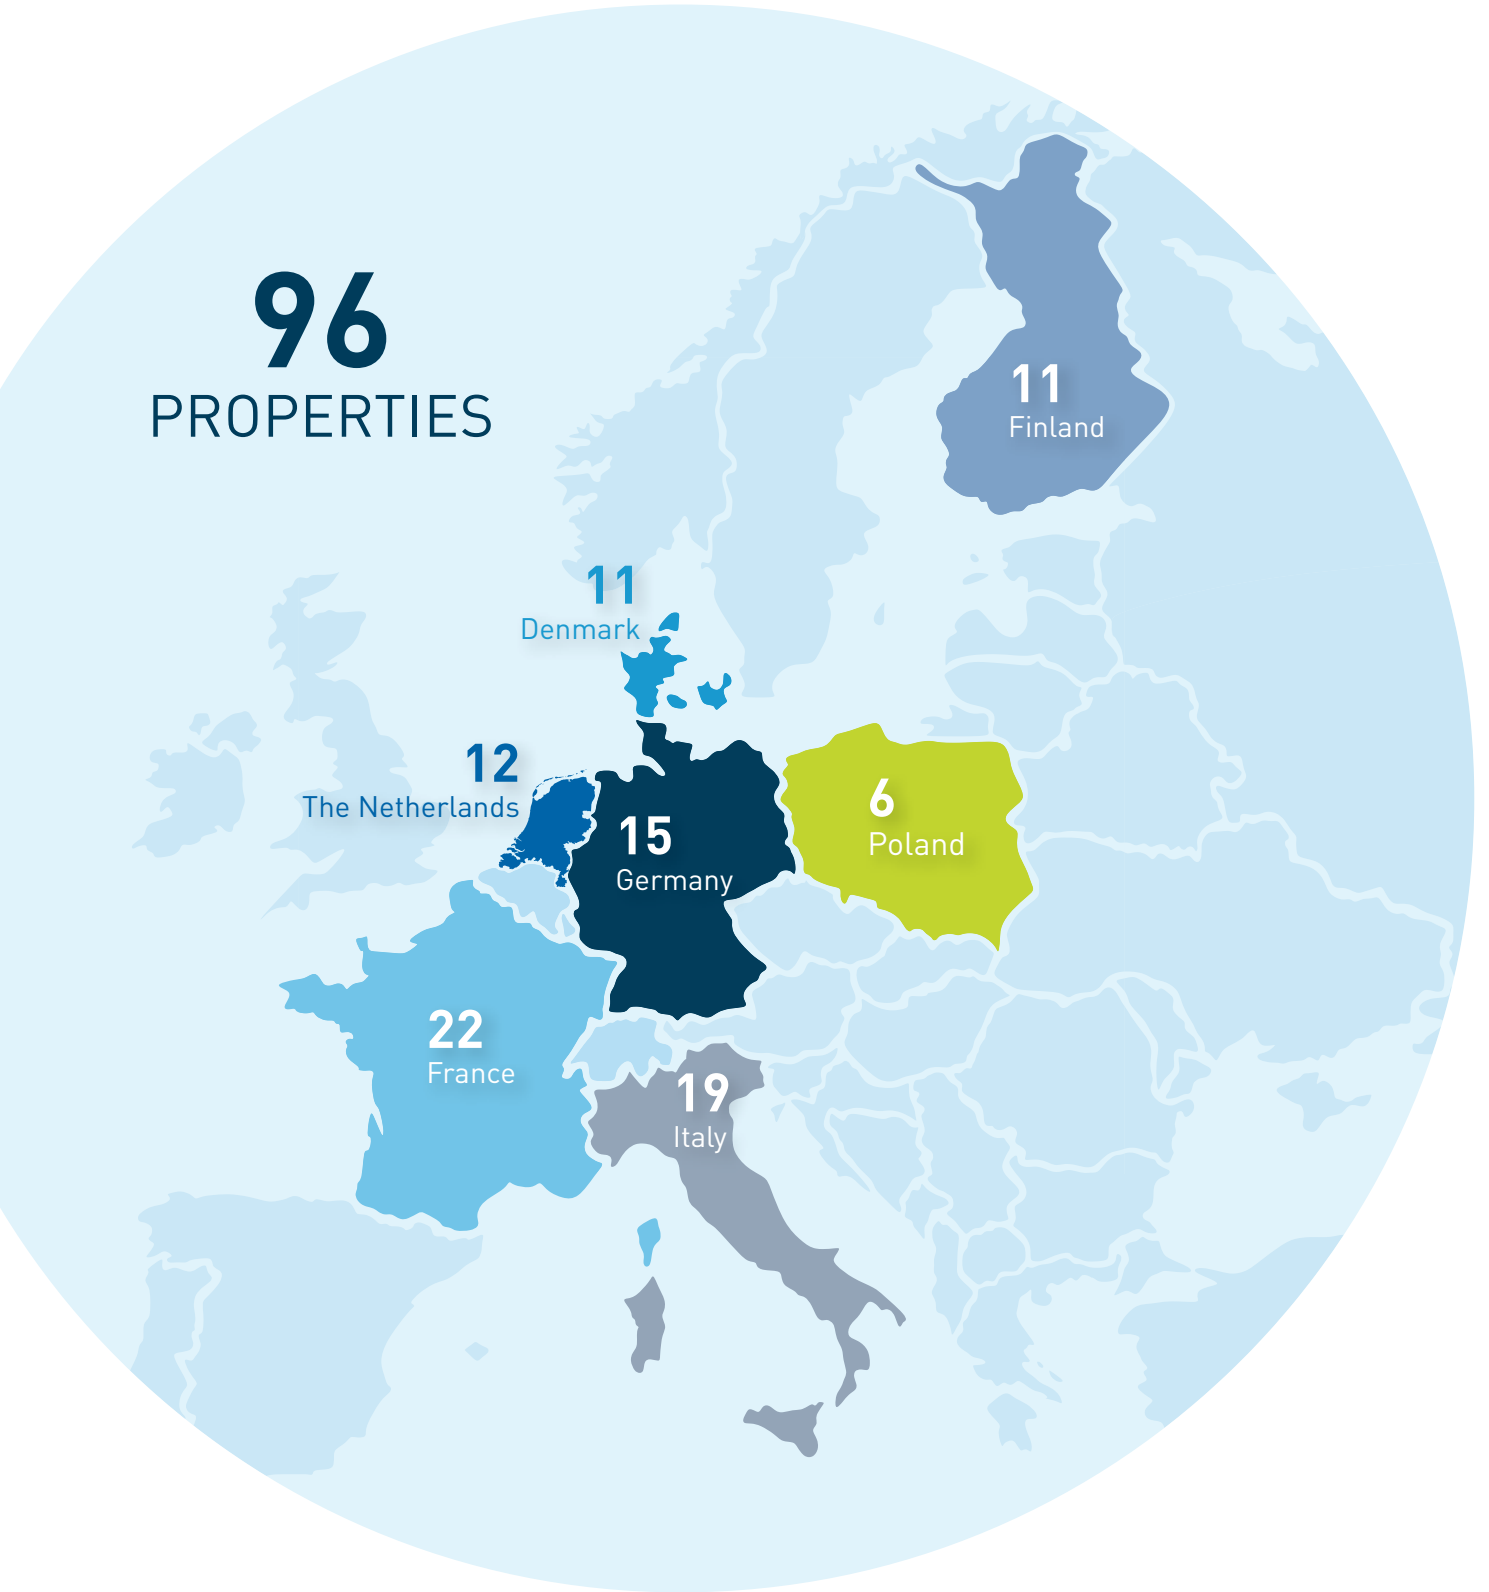 96
PROPERTIES
11
Finland
11
Denmark
12
The Netherlands
15
Germany
6
Poland
22
France
19
Italy